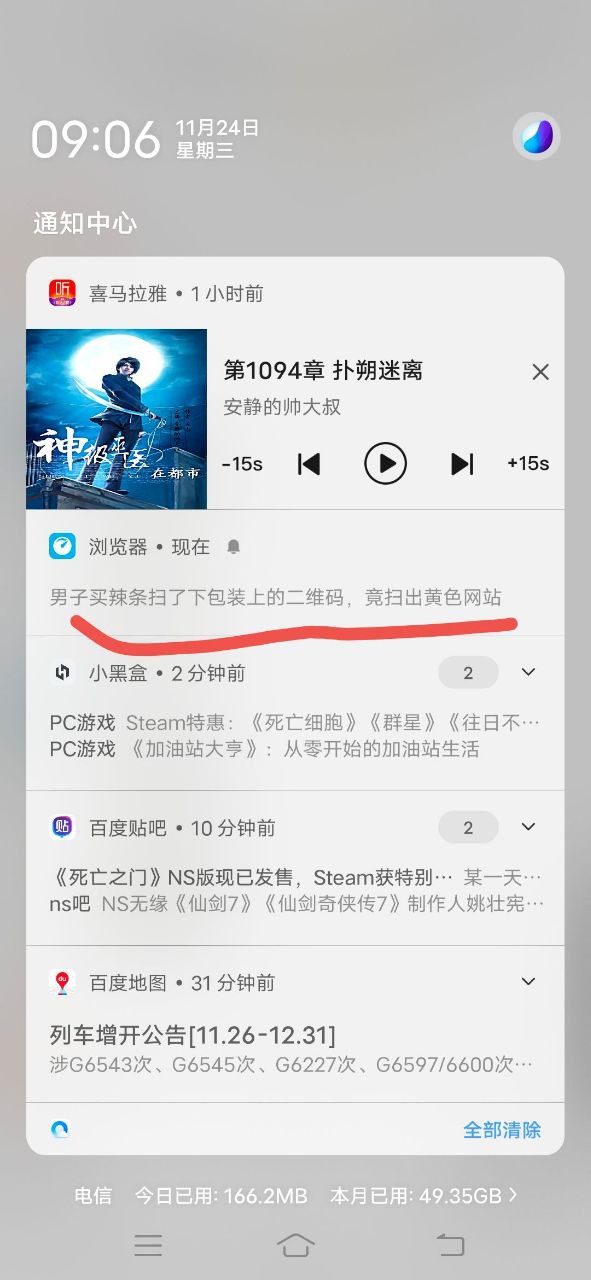 09:06
11月24日
星期三
通知中心
听
喜马拉雅 • 1 小时前
第1094章 扑朔迷离
安静的帅大叔
神级巫医
在都市
-15s
+15s
浏览器 • 现在
男子买辣条扫了下包装上的二维码，竟扫出黄色网站
小黑盒 • 2 分钟前
2
PC游戏 Steam特惠：《死亡细胞》《群星》《往日不…
PC游戏 《加油站大亨》：从零开始的加油站生活
贴
百度贴吧 • 10 分钟前
2
《死亡之门》NS版现已发售，Steam获特别… 某一天…
ns吧 NS无缘《仙剑7》《仙剑奇侠传7》制作人姚壮宪…
du
百度地图 • 31 分钟前
列车增开公告[11.26-12.31]
涉G6543次、G6545次、G6227次、G6597/6600次…
全部清除
电信 今日已用: 166.2MB 本月已用: 49.35GB